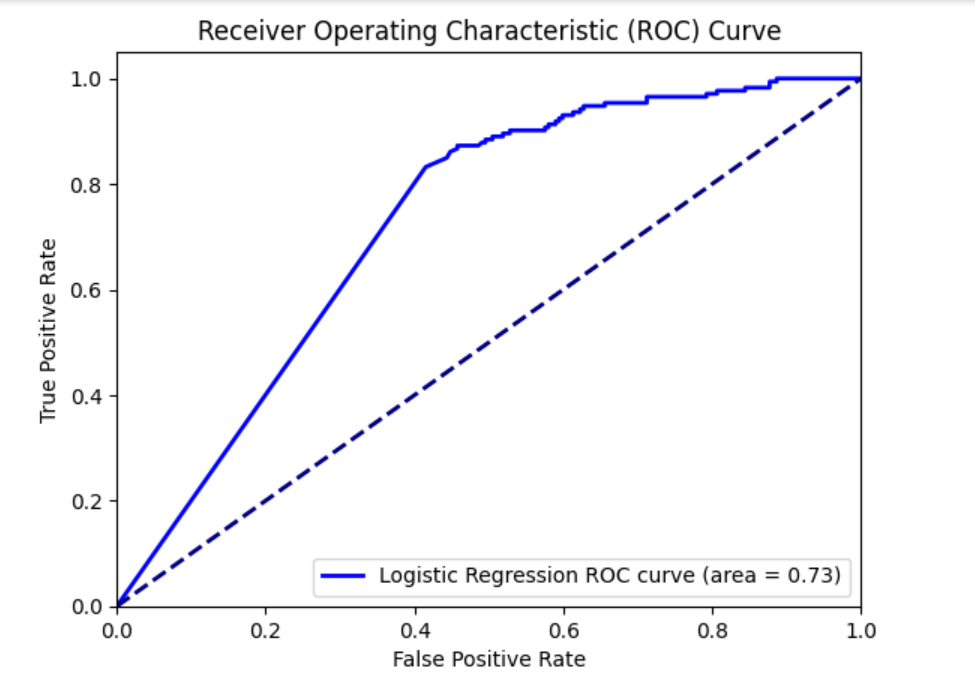 Receiver Operating Characteristic (ROC) Curve
1.0
0.8
0.6
0.4
0.2
0.0
True Positive Rate
Logistic Regression ROC curve (area = 0.73)
0.0 0.2 0.4 0.6 0.8 1.0
False Positive Rate